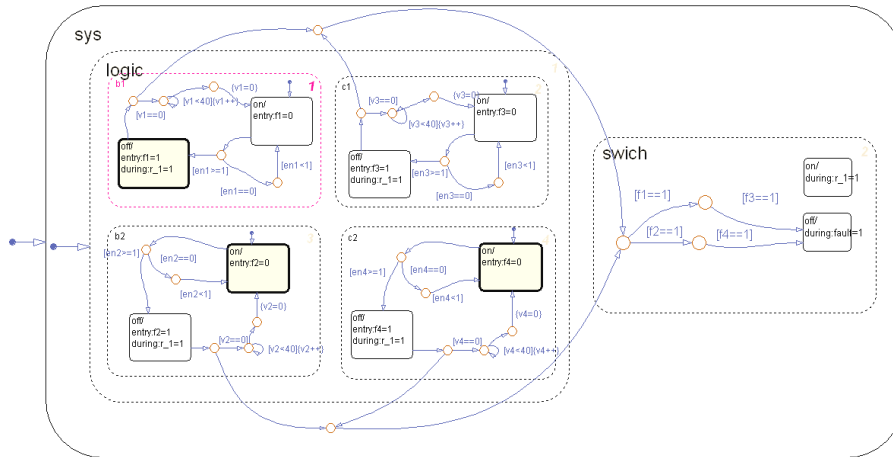 sys
logic
b1
1
{v1=0}
[v1<40]{v1++}
[v1==0]
on/
entry:f1=0
off/
entry:f1=1
during:r_1=1
[en1>=1]
[en1<1]
[en1==0]
c1
2
[v3==0]
{v3=0}
[v3<40]{v3++}
on/
entry:f3=0
off/
entry:f3=1
during:r_1=1
[en3>=1]
[en3<1]
[en3==0]
b2
[en2>=1]
[en2==0]
[en2<1]
on/
entry:f2=0
off/
entry:f2=1
during:r_1=1
{v2=0}
[v2==0]
[v2<40]{v2++}
c2
[en4>=1]
[en4==0]
[en4<1]
on/
entry:f4=0
off/
entry:f4=1
during:r_1=1
{v4=0}
[v4==0]
[v4<40]{v4++}
swich
2
on/
during:r_1=1
[f1==1]
[f3==1]
off/
during:fault=1
[f2==1]
[f4==1]